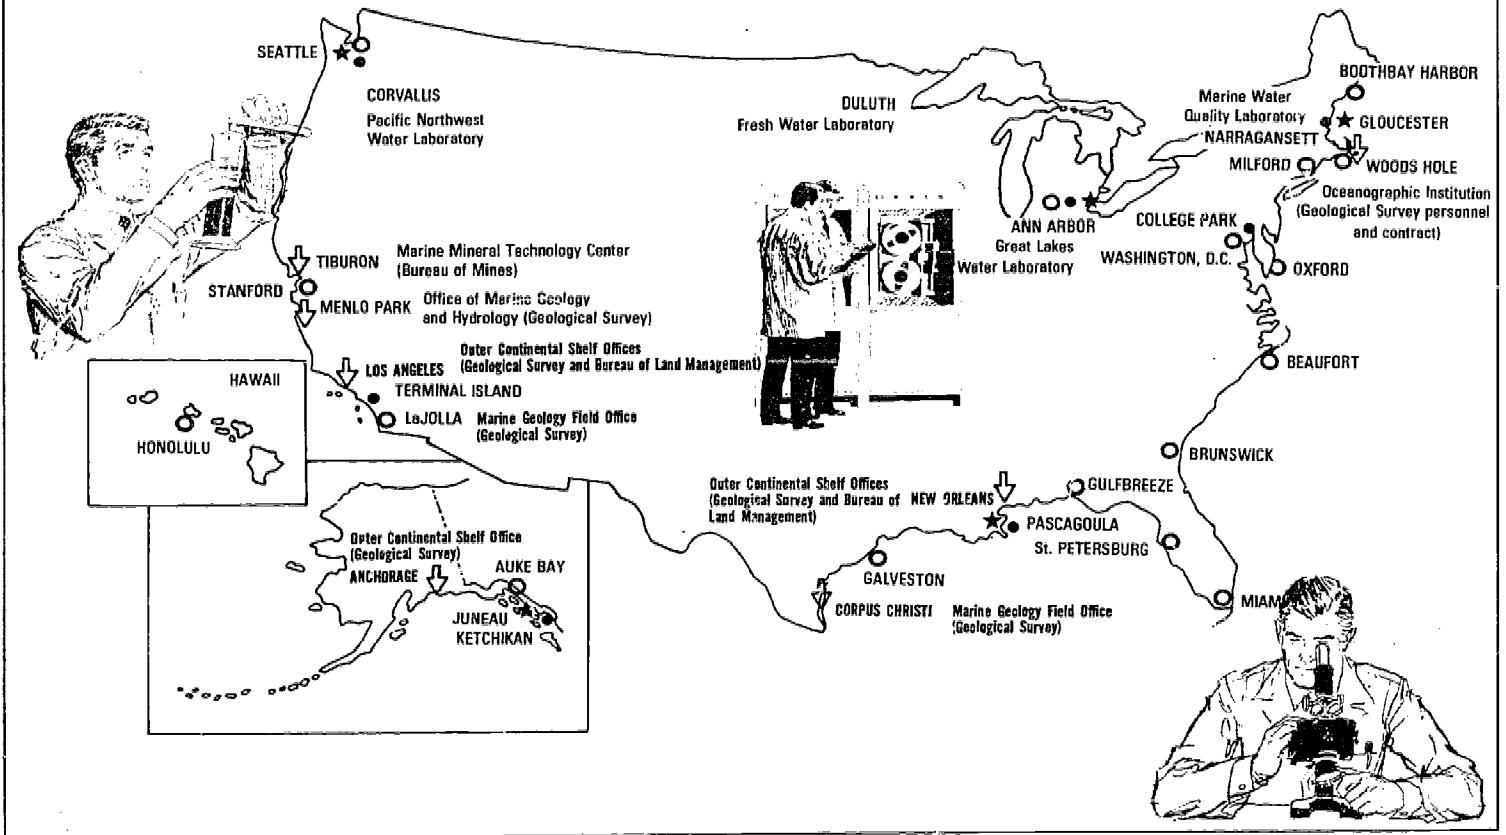 SEATTLE
CORVALLIS
Pacific Northwest
Water Laboratory
DULUTH
Fresh Water Laboratory
BOOTHBAY HARBOR
Marine Water
Quality Laboratory
GLOUCESTER
NARRAGANSETT
MILFORD
WOODS HOLE
Oceanographic Institution
(Geological Survey personnel
and contract)
ANN ARBOR
Great Lakes
Water Laboratory
COLLEGE PARK
WASHINGTON, D.C.
OXFORD
TIBURON
Marine Mineral Technology Center
(Bureau of Mines)
STANFORD
MENLO PARK
Office of Marine Geology
and Hydrology (Geological Survey)
Outer Continental Shelf Offices
(Geological Survey and Bureau of Land Management)
LOS ANGELES
TERMINAL ISLAND
LaJOLLA
Marine Geology Field Office
(Geological Survey)
BEAUFORT
HAWAII
HONOLULU
BRUNSWICK
Outer Continental Shelf Offices
(Geological Survey and Bureau of
Land Management)
NEW ORLEANS
GULFBREEZE
PASCAGOULA
St. PETERSBURG
GALVESTON
CORPUS CHRISTI
Marine Geology Field Office
(Geological Survey)
MIAM
Outer Continental Shelf Office
(Geological Survey)
ANCHORAGE
AUKE BAY
JUNEAU
KETCHIKAN